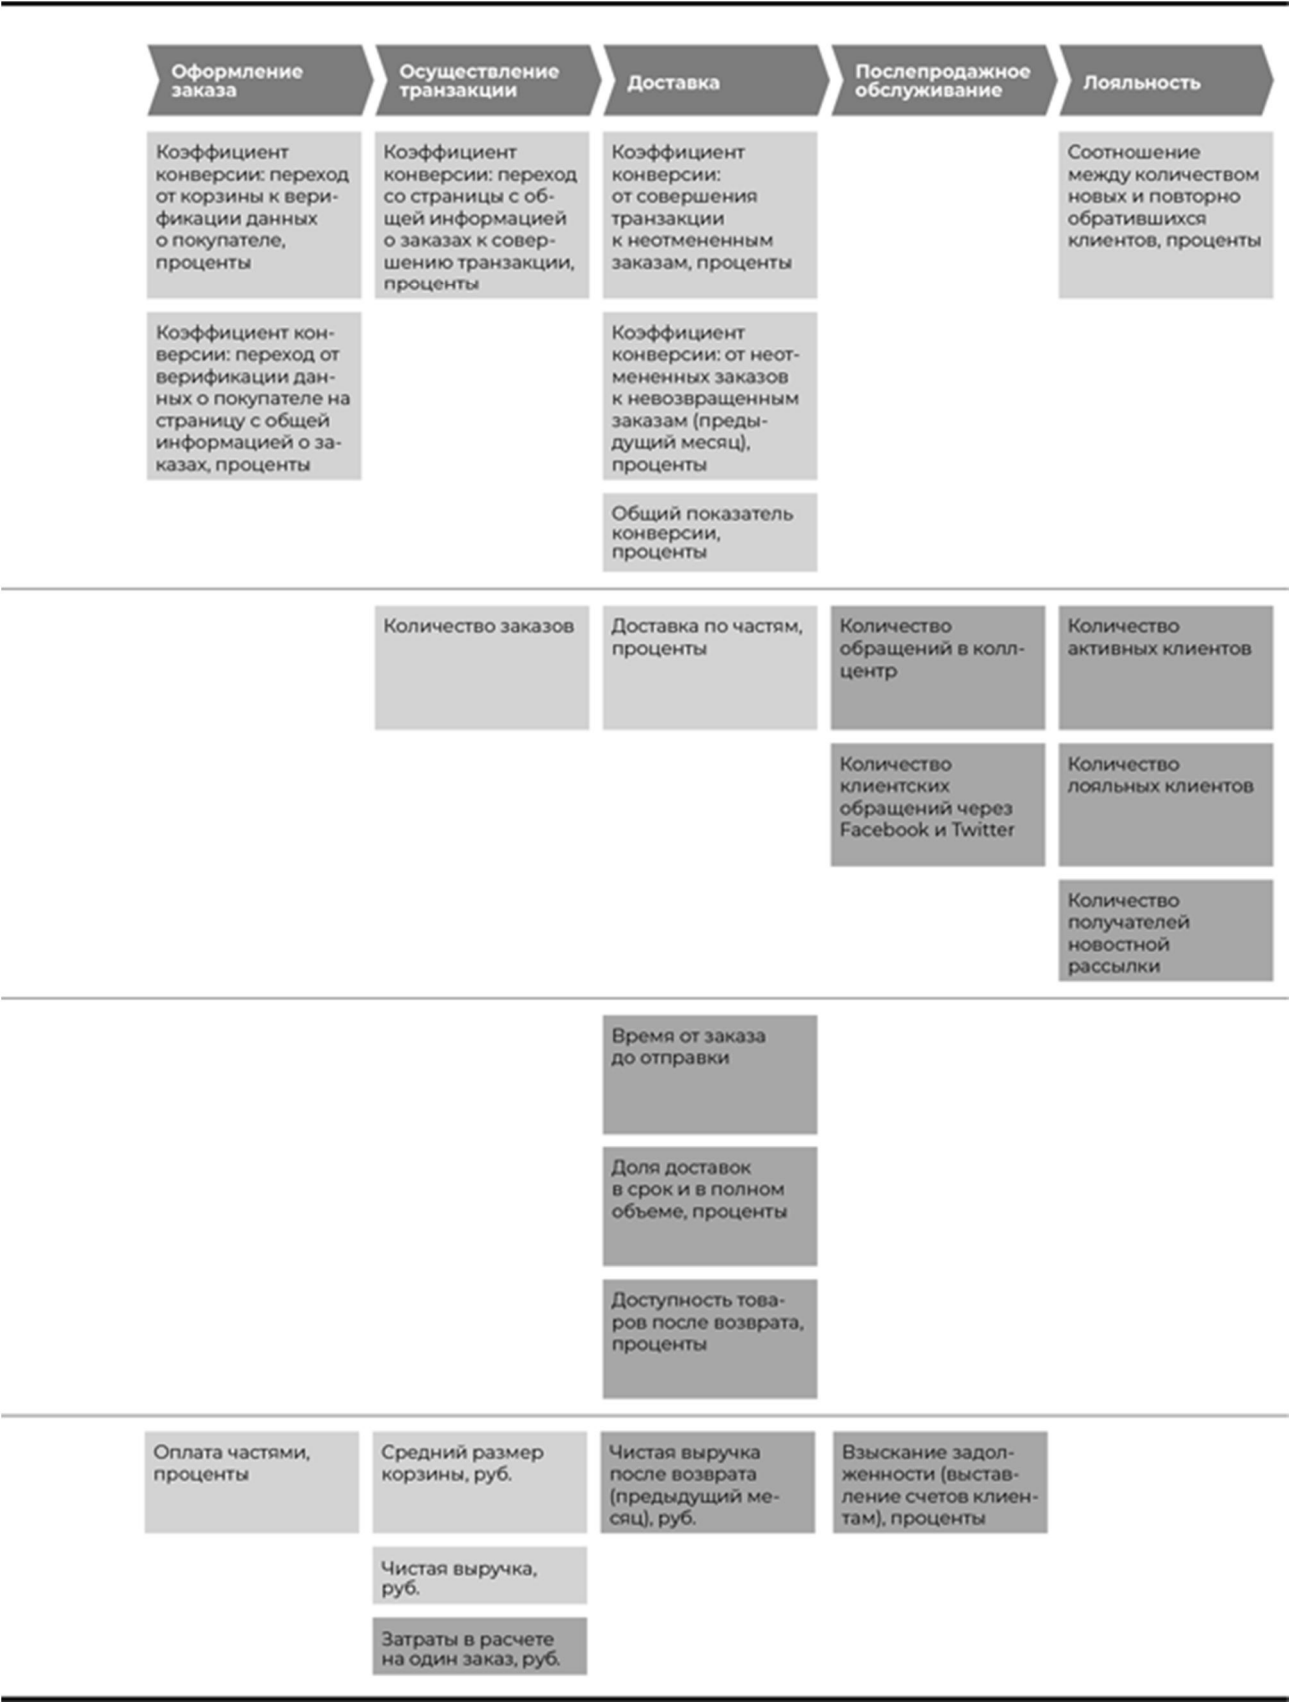 Оформление
заказа
Осуществление
транзакции
Доставка
Послепродажное
обслуживание
Лояльность
Коэффициент
конверсии: переход
от корзины к вери-
фикации данных
о покупателе,
проценты
Коэффициент
конверсии: переход
со страницы с об-
щей информацией
о заказах к совер-
шению транзакции,
проценты
Коэффициент
конверсии:
от совершения
транзакции
к неотмененным
заказам, проценты
Соотношение
между количеством
новых и повторно
обратившихся
клиентов, проценты
Коэффициент кон-
версии: переход от
верификации дан-
ных о покупателе на
страницу с общей
информацией о за-
казах, проценты
Коэффициент
конверсии: от неот-
мененных заказов
к невозвращенным
заказам (преды-
дущий месяц),
проценты
Общий показатель
конверсии,
проценты
Количество заказов
Доставка по частям,
проценты
Количество
обращений в колл-
центр
Количество
активных клиентов
Количество
клиентских
обращений через
Facebook и Twitter
Количество
лояльных клиентов
Количество
получателей
новостной
рассылки
Время от заказа
до отправки
Доля доставок
в срок и в полном
объеме, проценты
Доступность това-
ров после возврата,
проценты
Оплата частями,
проценты
Средний размер
корзины, руб.
Чистая выручка
после возврата
(предыдущий ме-
сяц), руб.
Взыскание задол-
женности (выстав-
ление счетов клиен-
там), проценты
Чистая выручка,
руб.
Затраты в расчете
на один заказ, руб.